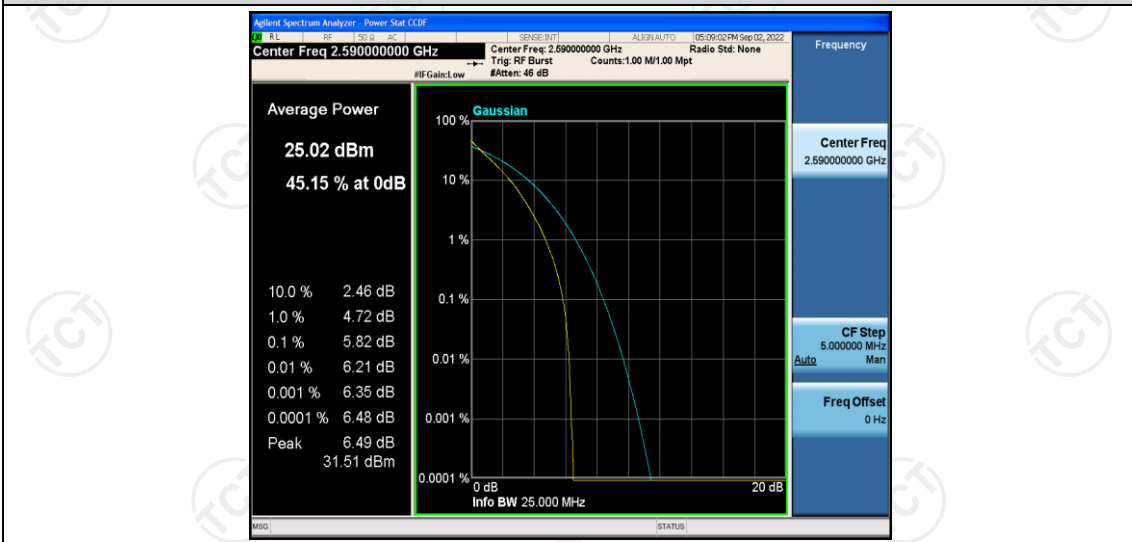 Agilent Spectrum Analyzer - Power Stat CCDF
LXI RL RF 50 Ω AC SENSE:INT ALIGN AUTO 05:09:02 PM Sep 02, 2022
Center Freq 2.590000000 GHz
Center Freq: 2.590000000 GHz Radio Std: None
Trig: RF Burst Counts:1.00 M/1.00 Mpt
#IFGain:Low #Atten: 46 dB
Frequency
Average Power
25.02 dBm
45.15 % at 0dB
10.0 % 2.46 dB
1.0 % 4.72 dB
0.1 % 5.82 dB
0.01 % 6.21 dB
0.001 % 6.35 dB
0.0001 % 6.48 dB
Peak 6.49 dB
31.51 dBm
Gaussian
100 %
10 %
1 %
0.1 %
0.01 %
0.001 %
0.0001 %
0 dB 20 dB
Info BW 25.000 MHz
Center Freq
2.590000000 GHz
CF Step
5.000000 MHz
Auto Man
Freq Offset
0 Hz
MSG STATUS
TCT
TCT
TCT
TCT
TCT
TCT